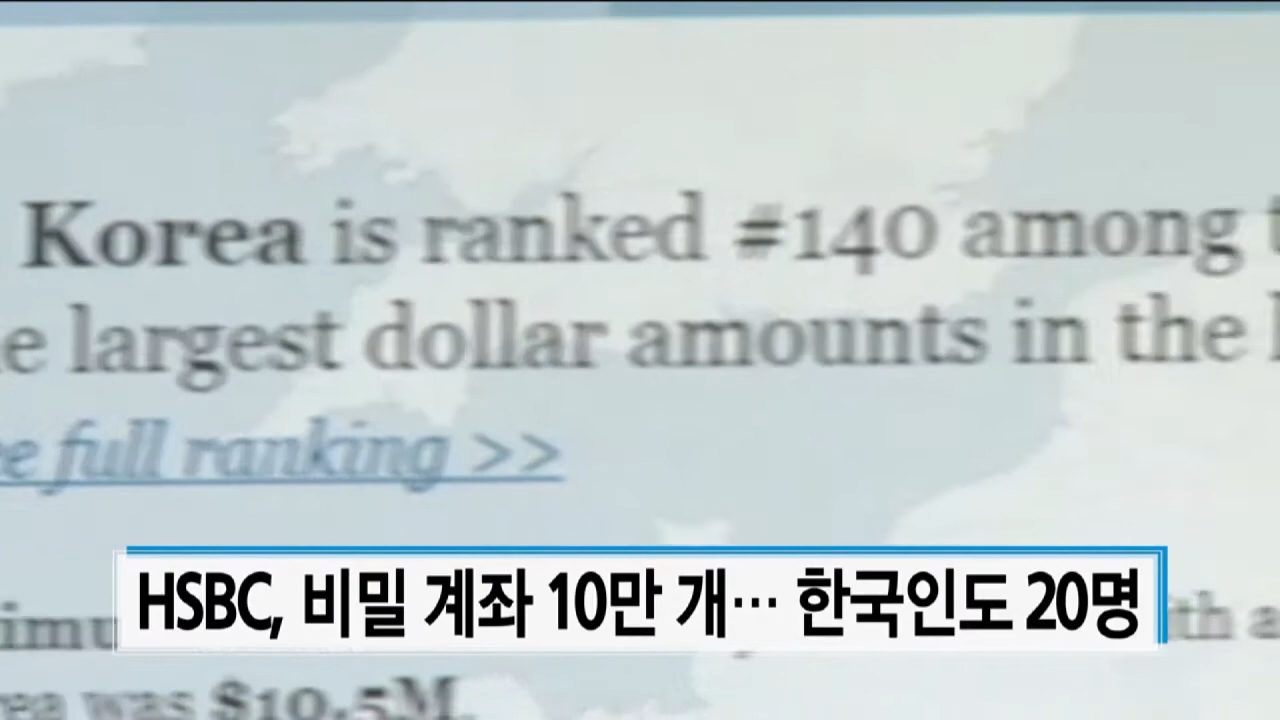 Korea is ranked #140 among
largest dollar amounts in the
full ranking >>
HSBC, 비밀 계좌 10만 개… 한국인도 20명
was $10.5M